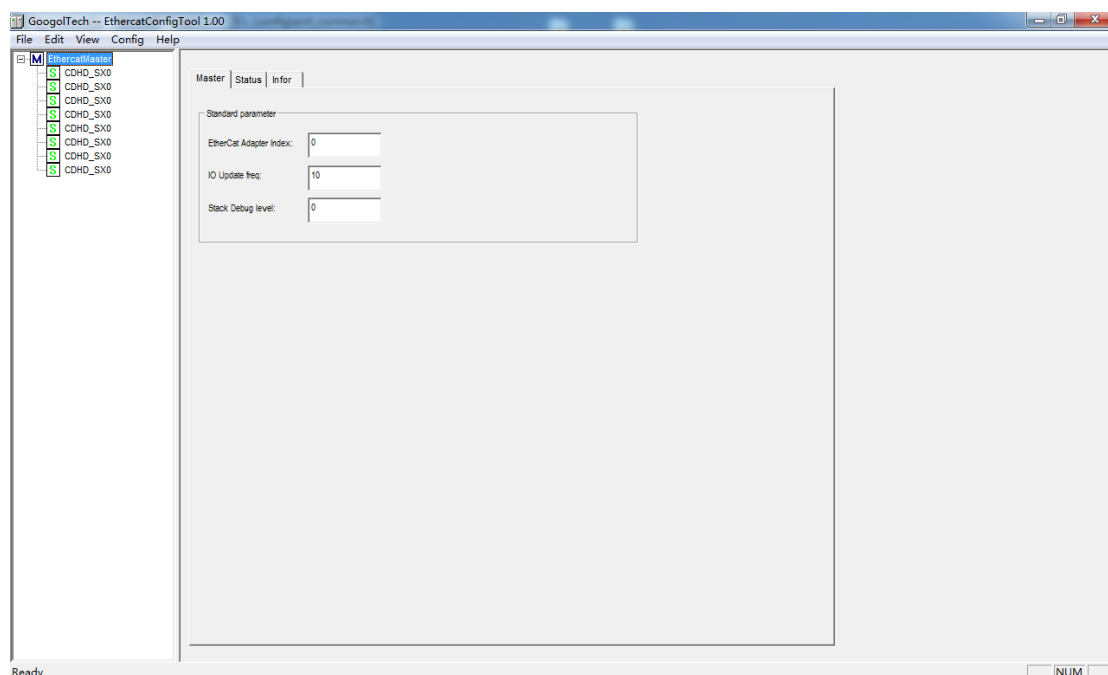 GoogolTech -- EthercatConfigTool 1.00
File Edit View Config Help
EthercatMaster
CDHD_SX0
CDHD_SX0
CDHD_SX0
CDHD_SX0
CDHD_SX0
CDHD_SX0
CDHD_SX0
CDHD_SX0
Master Status Infor
Standard parameter
EtherCat Adapter Index: 0
IO Update freq: 10
Stack Debug level: 0
Ready NUM